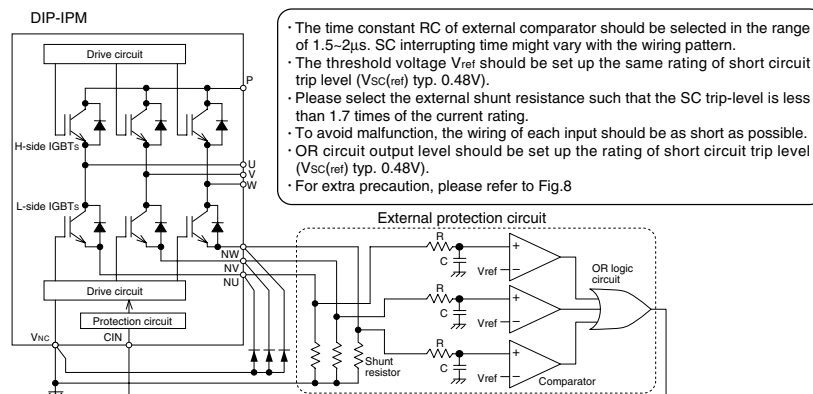 DIP-IPM
Drive circuit
P
H-side IGBTs
U
V
W
L-side IGBTs
NW
NV
NU
Drive circuit
Protection circuit
VNC
CIN
· The time constant RC of external comparator should be selected in the range
of 1.5~2μs. SC interrupting time might vary with the wiring pattern.
· The threshold voltage Vref should be set up the same rating of short circuit
trip level (VSC(ref) typ. 0.48V).
· Please select the external shunt resistance such that the SC trip-level is less
than 1.7 times of the current rating.
· To avoid malfunction, the wiring of each input should be as short as possible.
· OR circuit output level should be set up the rating of short circuit trip level
(VSC(ref) typ. 0.48V).
· For extra precaution, please refer to Fig.8
External protection circuit
R
C
Vref
+
−
OR logic
circuit
R
C
Vref
+
−
R
C
Vref
+
−
Shunt
resistor
Comparator